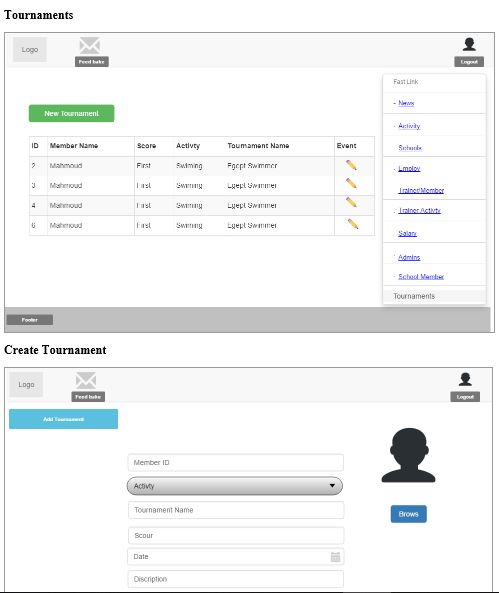 Tournaments
Logo
Feed bake
Logout
Fast Link
- News
- Activity
Schools
- Employ
Trainer/Member
- Trainer Activty
Salary
- Admins
- School Member
Tournaments
New Tournament
ID Member Name Score Activty Tournament Name Event
2 Mahmoud First Swiming Egept Swimmer
3 Mahmoud First Swiming Egept Swimmer
4 Mahmoud First Swiming Egept Swimmer
6 Mahmoud First Swiming Egept Swimmer
Footer
Create Tournament
Logo
Feed bake
Logout
Add Tournament
Member ID
Activty
Tournament Name
Scour
Date
Discription
Brows